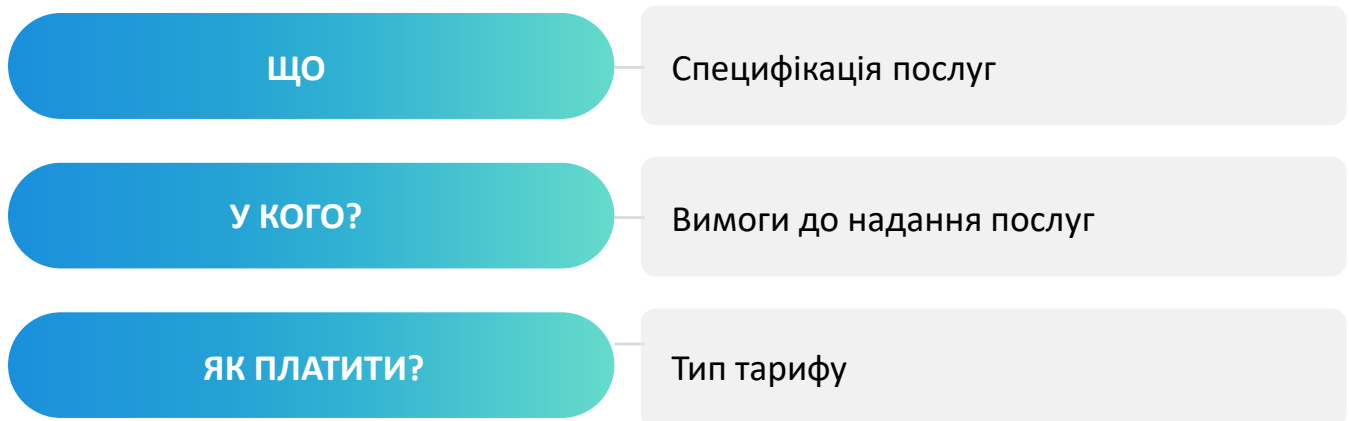 ЩО
Специфікація послуг
У КОГО?
Вимоги до надання послуг
ЯК ПЛАТИТИ?
Тип тарифу